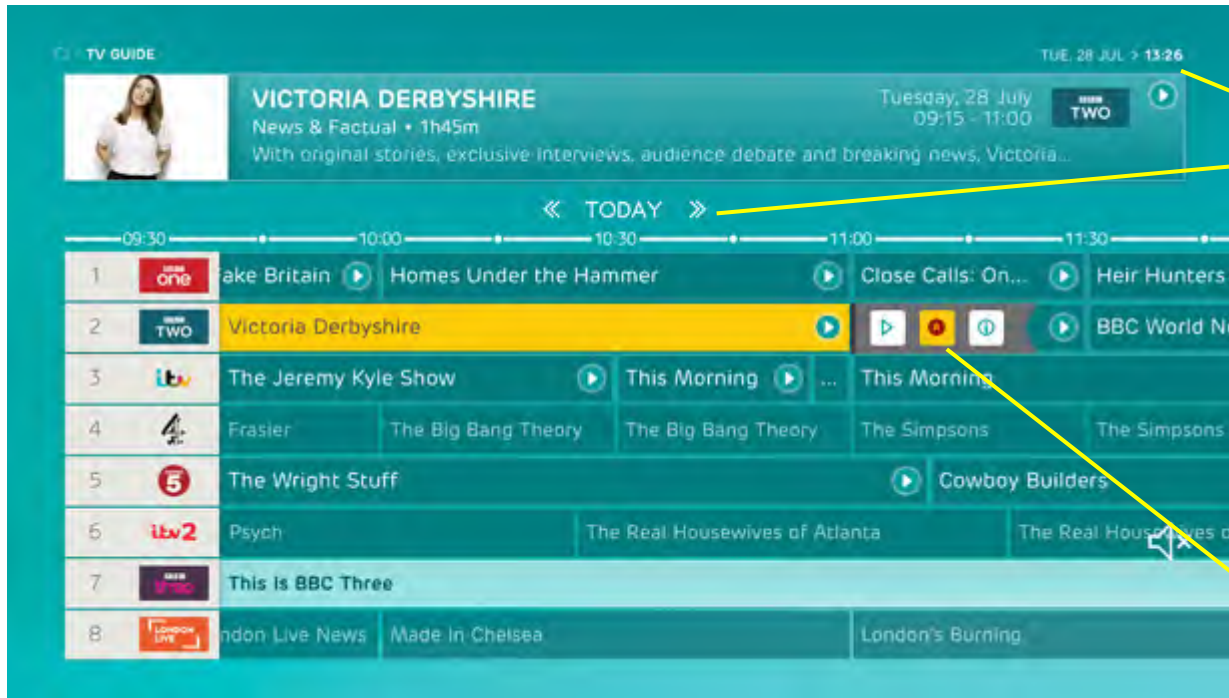 TV GUIDE
TUE, 28 JUL > 13:26
VICTORIA DERBYSHIRE
Tuesday, 28 July
News & Factual • 1h45m
09:15 - 11:00
TWO
With original stories, exclusive interviews, audience debate and breaking news, Victoria...
« TODAY »
09:30 10:00 10:30 11:00 11:30
1 BBC one ake Britain Homes Under the Hammer Close Calls: On... Heir Hunters
2 TWO Victoria Derbyshire BBC World Ne
3 itv The Jeremy Kyle Show This Morning ... This Morning
4 4 Frasier The Big Bang Theory The Big Bang Theory The Simpsons The Simpsons
5 5 The Wright Stuff Cowboy Builders
6 itv2 Psych The Real Housewives of Atlanta The Real Housewives o
7 three This Is BBC Three
8 LONDON LIVE ndon Live News Made In Chelsea London's Burning